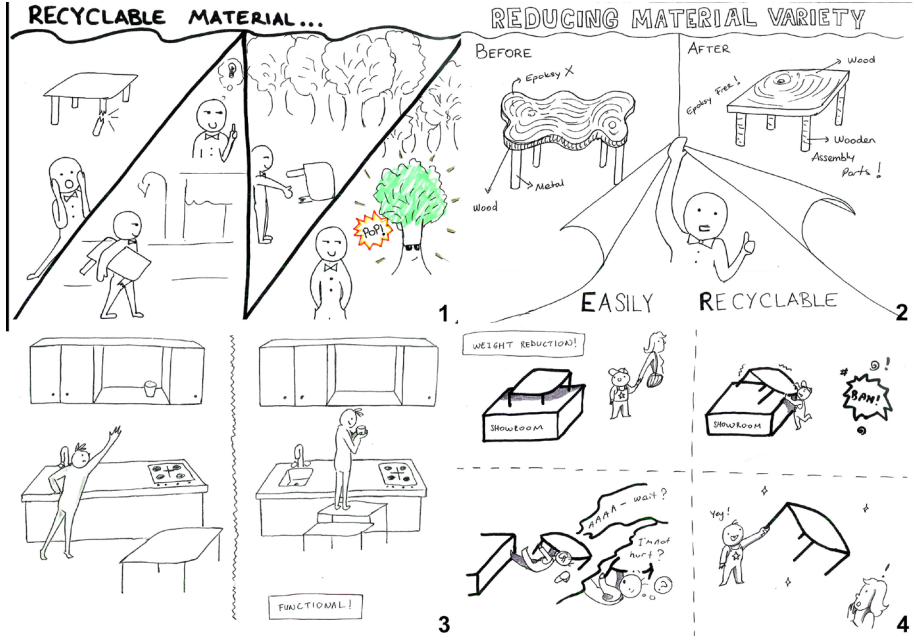 RECYCLABLE MATERIAL...
POP!
1
REDUCING MATERIAL VARIETY
BEFORE
AFTER
Epoksy X
Wood
Metal
Epoksy Free!
Wood
Wooden
Assembly
Parts!
EASILY RECYCLABLE
2
FUNCTIONAL!
3
WEIGHT REDUCTION!
SHOWROOM
SHOWROOM
#
!
BAM!
AAAA - wait?
I'm not
hurt?
Yay!
!
4